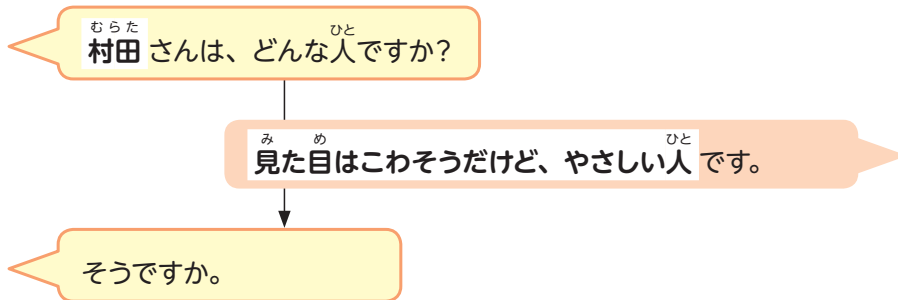 むらた ひと
村田さんは、どんな人ですか?
み め ひと
見た目はこわそうだけど、やさしい人です。
そうですか。